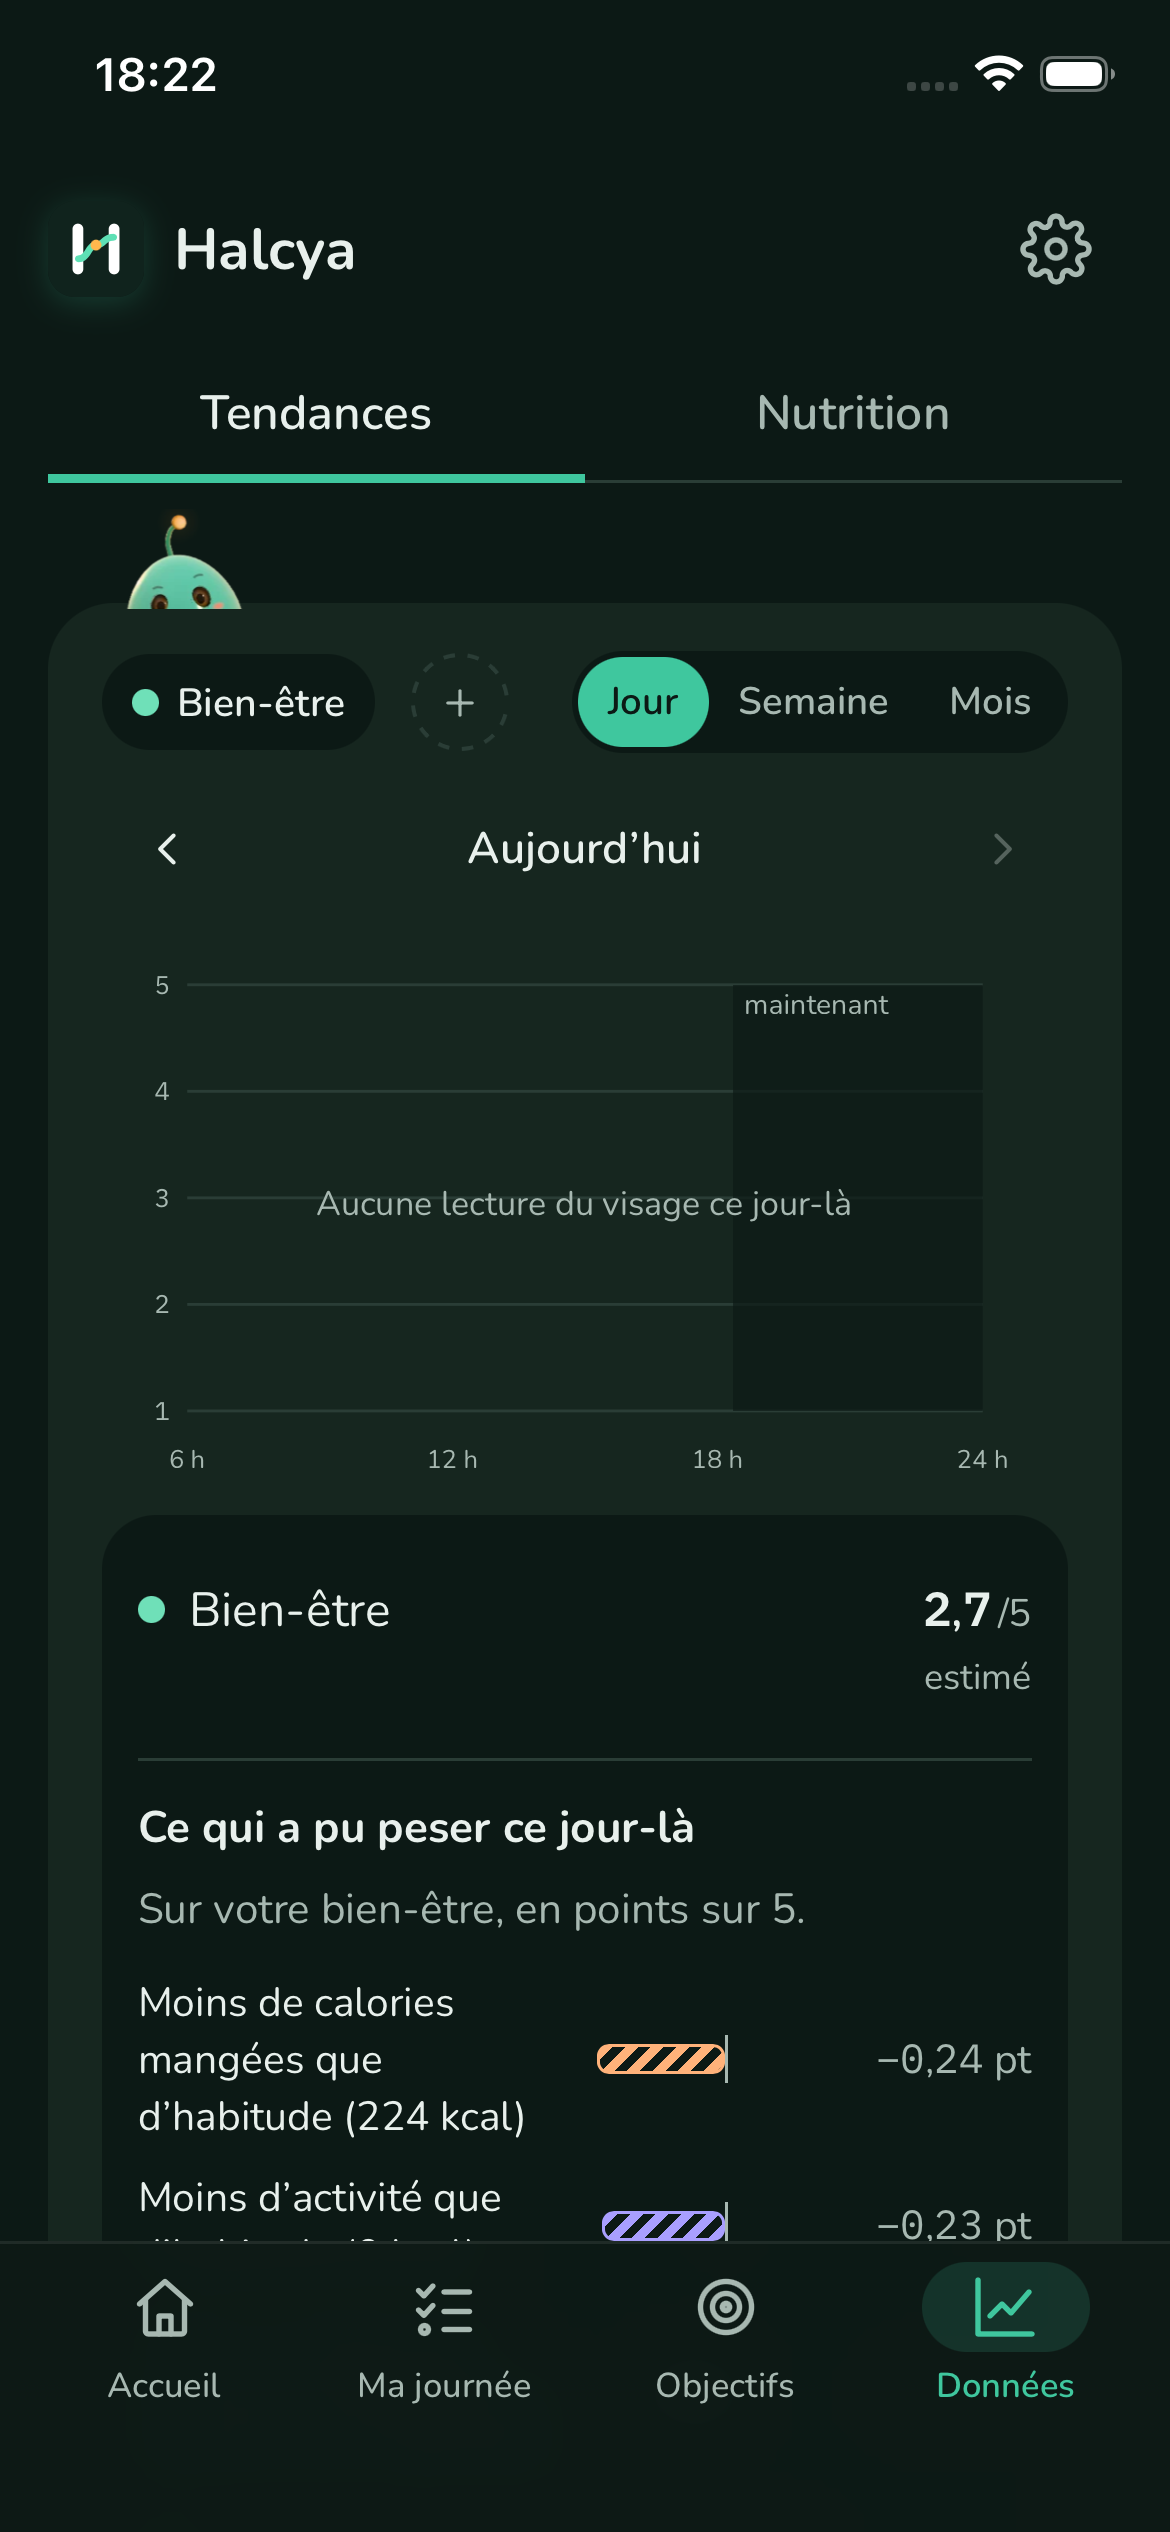 18:22
Halcya
Tendances
Nutrition
Bien-être
+
Jour
Semaine
Mois
Aujourd’hui
5
maintenant
4
3
Aucune lecture du visage ce jour-là
2
1
6 h
12 h
18 h
24 h
Bien-être
2,7 /5
estimé
Ce qui a pu peser ce jour-là
Sur votre bien-être, en points sur 5.
Moins de calories
mangées que
d’habitude (224 kcal)
−0,24 pt
Moins d’activité que
−0,23 pt
Accueil
Ma journée
Objectifs
Données